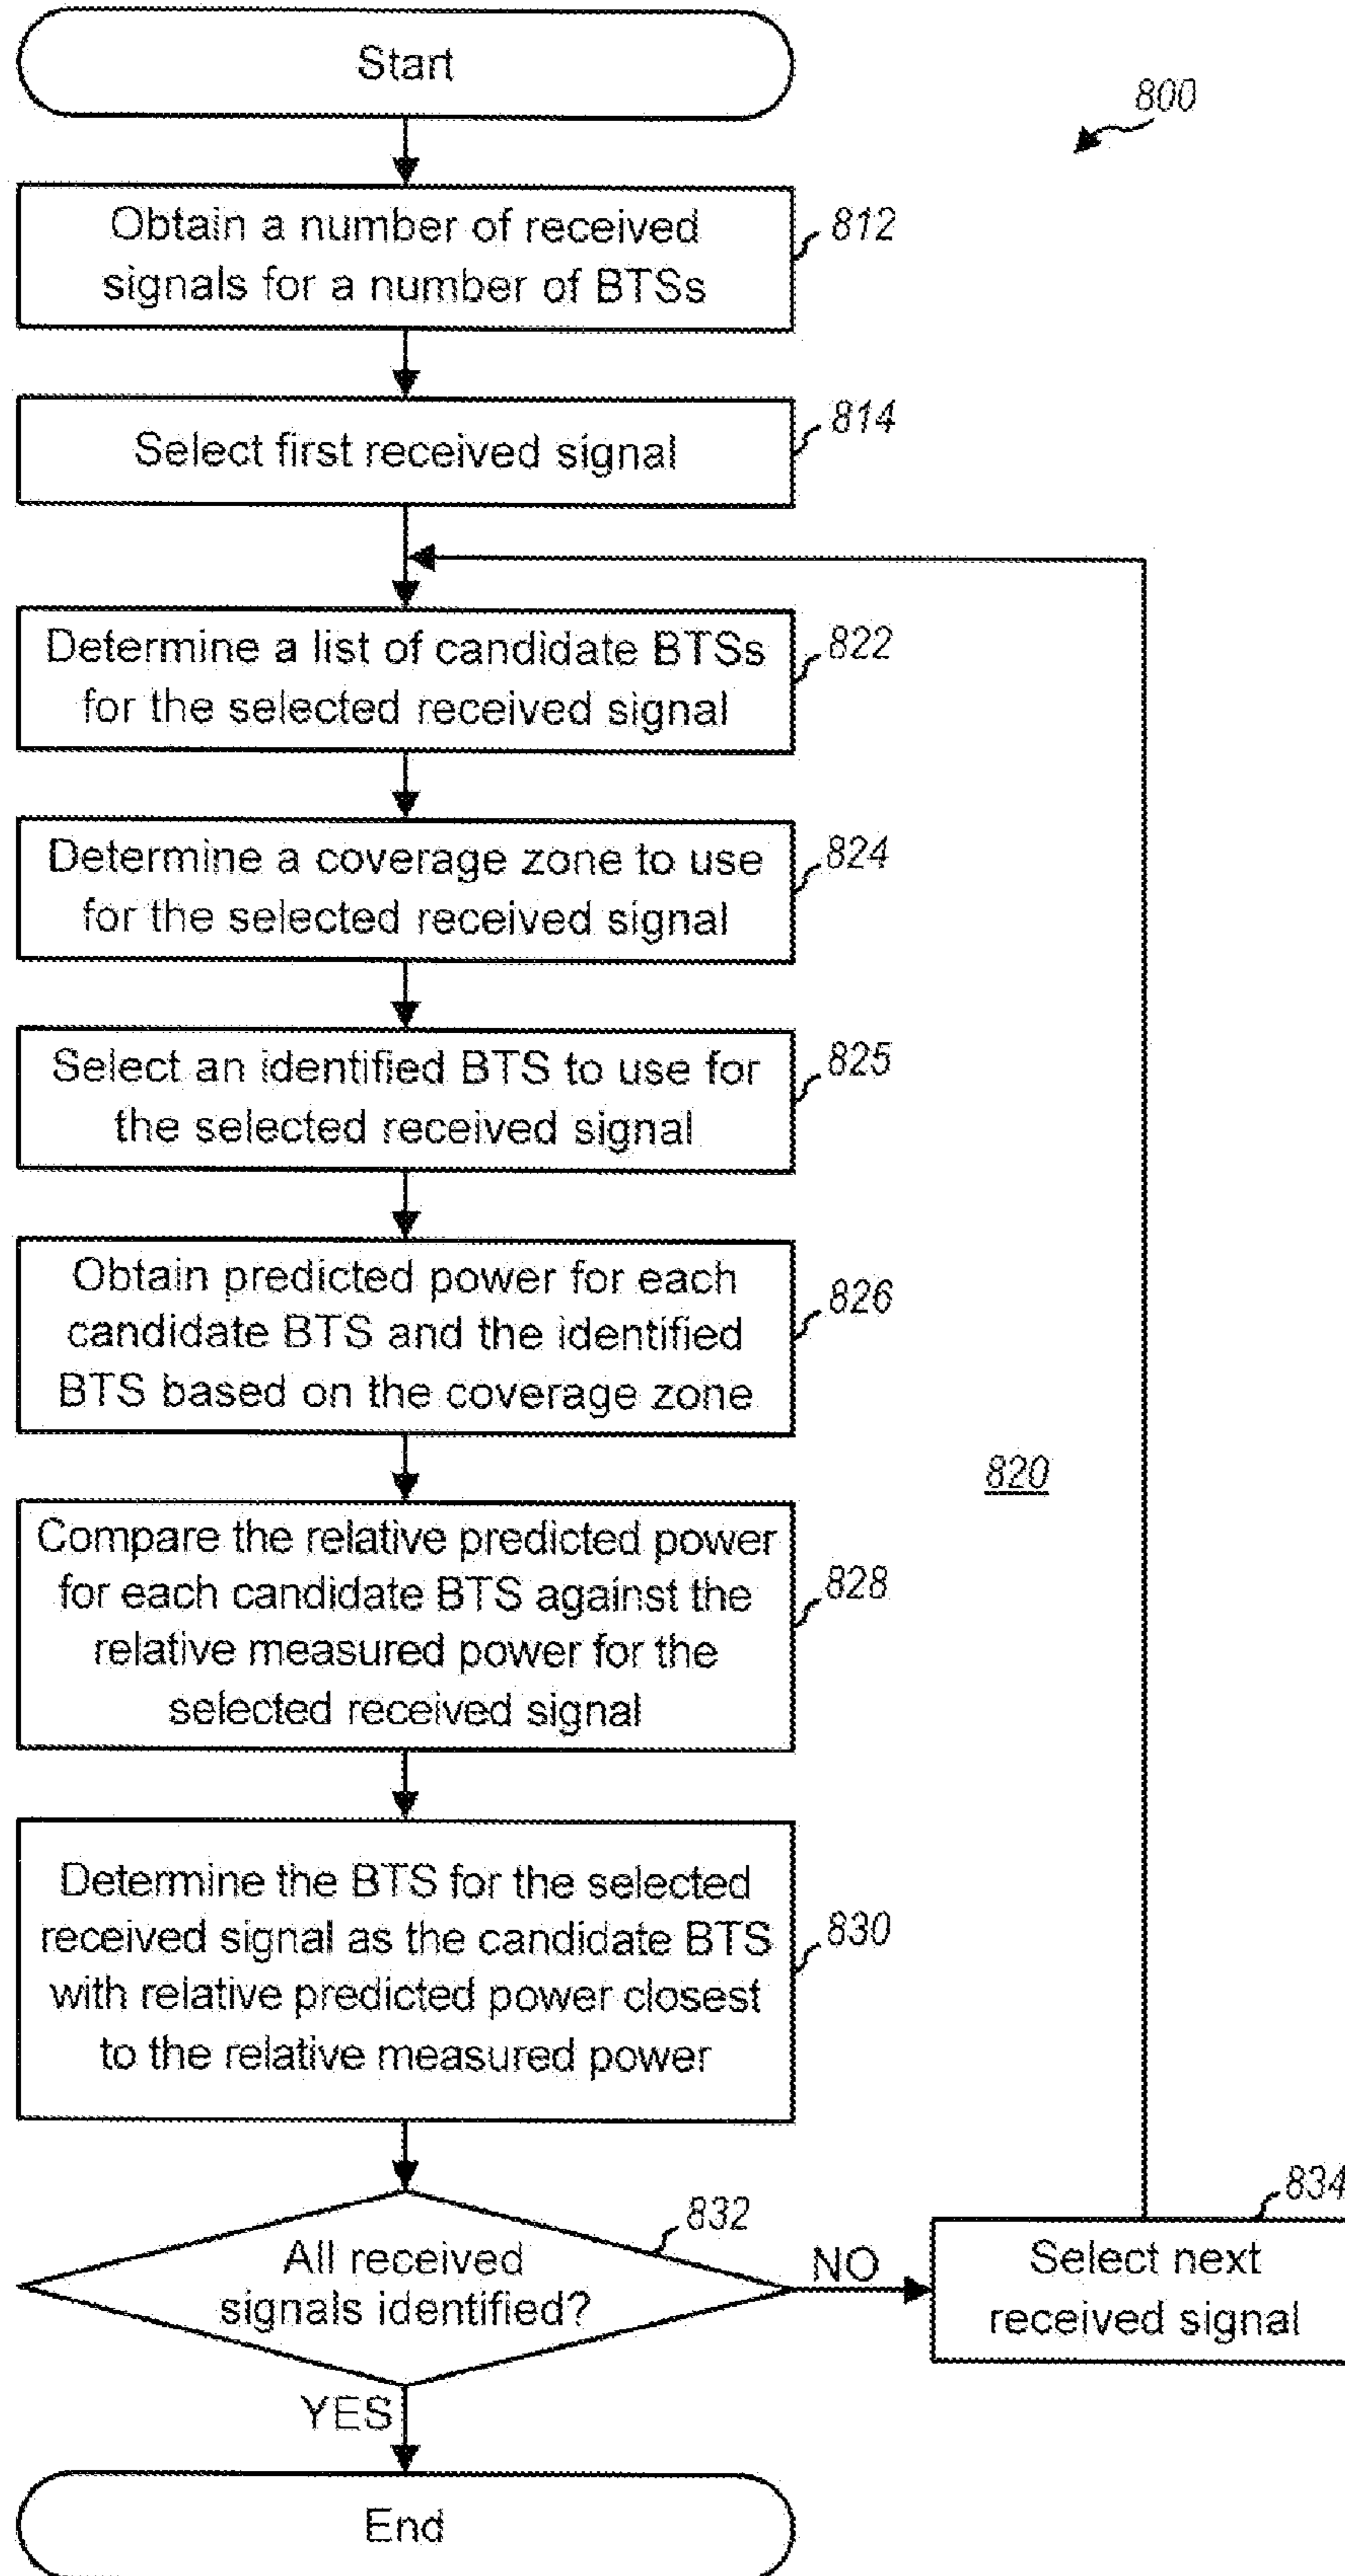 Start
800
Obtain a number of received
signals for a number of BTSs
812
Select first received signal
814
Determine a list of candidate BTSs
for the selected received signal
822
Determine a coverage zone to use
for the selected received signal
824
Select an identified BTS to use for
the selected received signal
825
Obtain predicted power for each
candidate BTS and the identified
BTS based on the coverage zone
826
820
Compare the relative predicted power
for each candidate BTS against the
relative measured power for the
selected received signal
828
Determine the BTS for the selected
received signal as the candidate BTS
with relative predicted power closest
to the relative measured power
830
All received
signals identified?
832
NO
Select next
received signal
834
YES
End